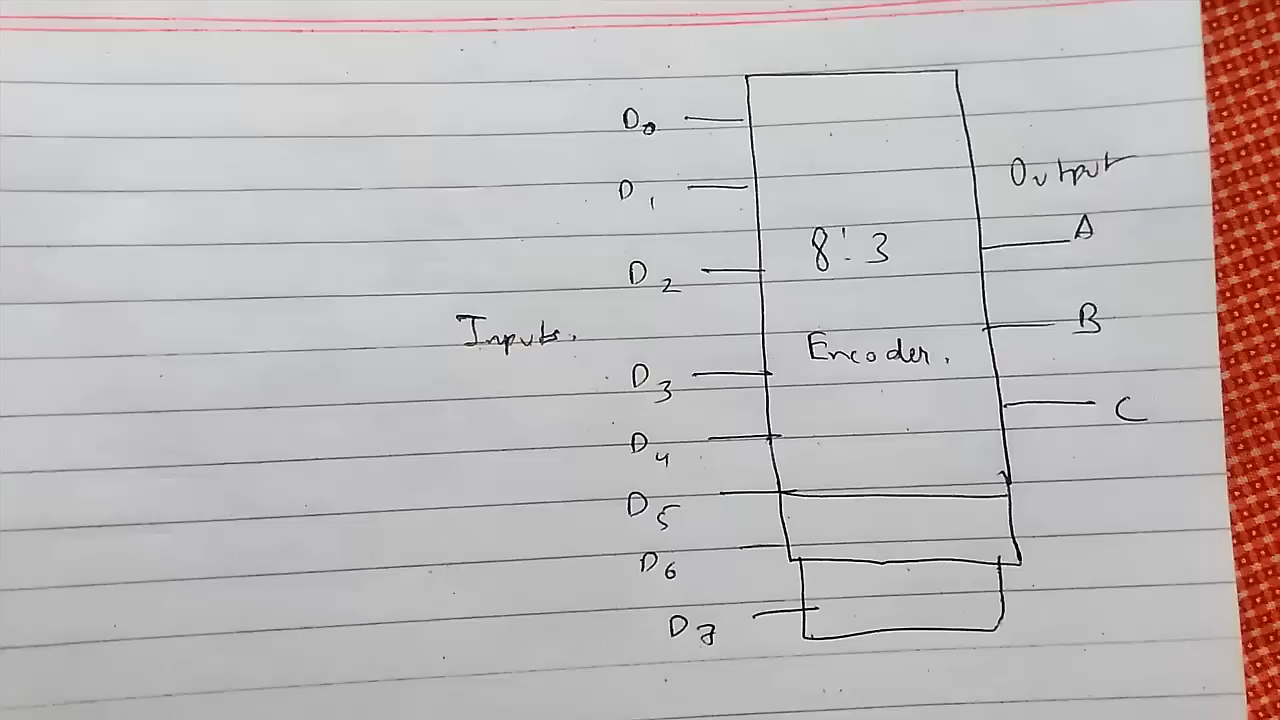 D0
D1
Output
A
8:3
D2
B
Inputs.
Encoder.
D3
C
D4
D5
D6
D7